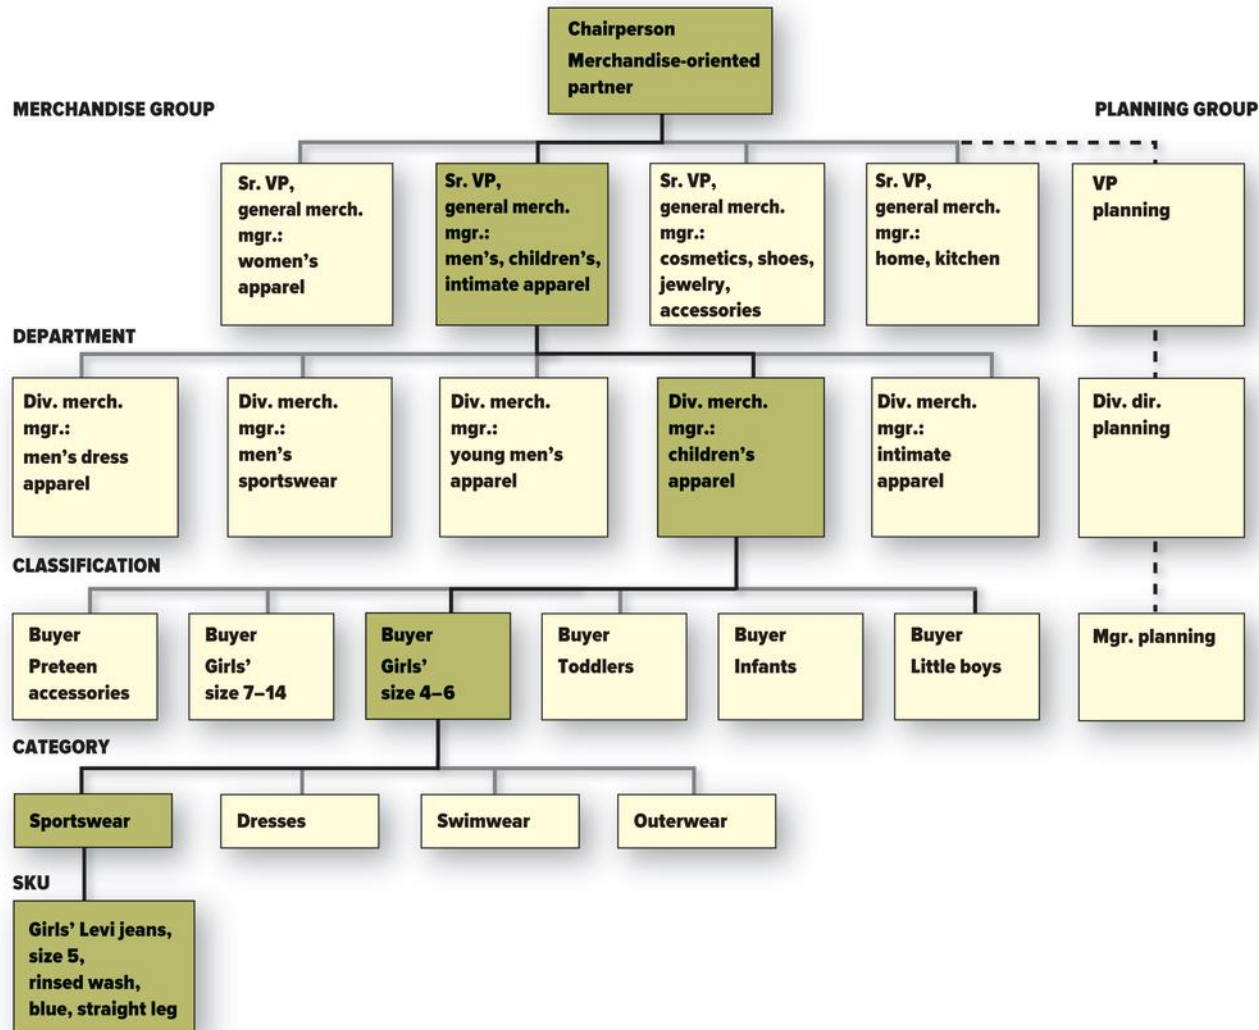 Chairperson
Merchandise-oriented
partner
MERCHANDISE GROUP
PLANNING GROUP
Sr. VP,
general merch.
mgr.:
women's
apparel
Sr. VP,
general merch.
mgr.:
men's, children's,
intimate apparel
Sr. VP,
general merch.
mgr.:
cosmetics, shoes,
jewelry,
accessories
Sr. VP,
general merch.
mgr.:
home, kitchen
VP
planning
DEPARTMENT
Div. merch.
mgr.:
men's dress
apparel
Div. merch.
mgr.:
men's
sportswear
Div. merch.
mgr.:
young men's
apparel
Div. merch.
mgr.:
children's
apparel
Div. merch.
mgr.:
intimate
apparel
Div. dir.
planning
CLASSIFICATION
Buyer
Preteen
accessories
Buyer
Girls'
size 7–14
Buyer
Girls'
size 4–6
Buyer
Toddlers
Buyer
Infants
Buyer
Little boys
Mgr. planning
CATEGORY
Sportswear
Dresses
Swimwear
Outerwear
SKU
Girls' Levi jeans,
size 5,
rinsed wash,
blue, straight leg